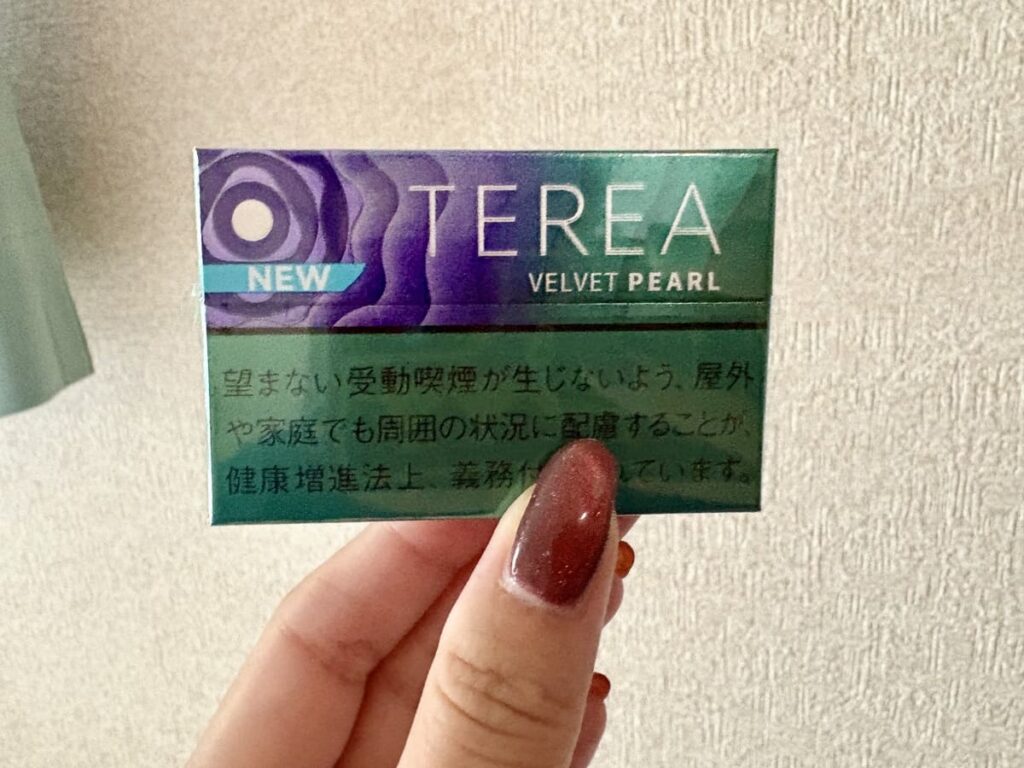 TEREA
NEW
VELVET PEARL
望まない受動喫煙が生じないよう、屋外
や家庭でも周囲の状況に配慮することが、
健康増進法上、義務付 れています。